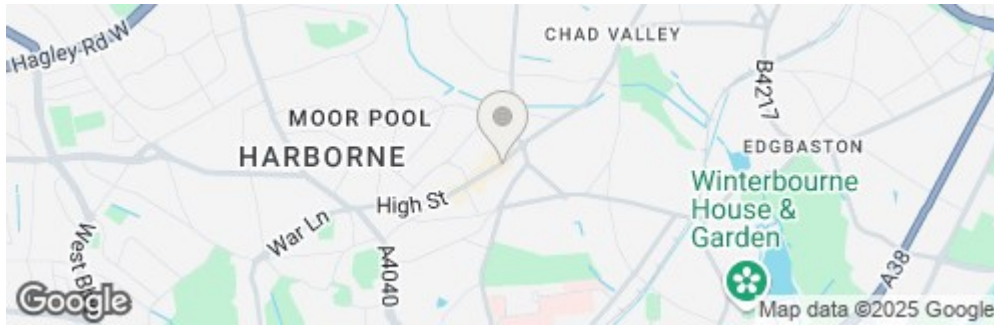 Hagley Rd W
CHAD VALLEY
B4217
MOOR POOL
HARBORNE
EDGBASTON
High St
War Ln
Winterbourne
House &
Garden
A4040
A38
Google
Map data ©2025 Google